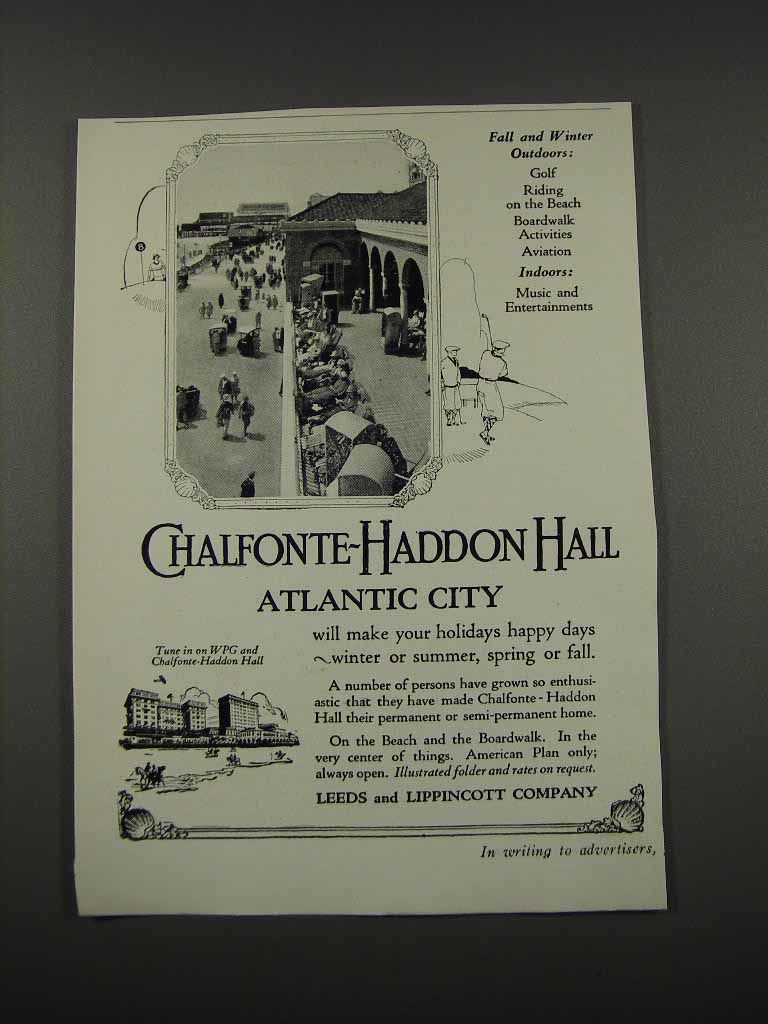 Fall and Winter
Outdoors:
Golf
Riding
on the Beach
Boardwalk
Activities
Aviation
Indoors:
Music and
Entertainments
CHALFONTE-HADDON HALL
ATLANTIC CITY
will make your holidays happy days
~winter or summer, spring or fall.
Tune in on WPG and
Chalfonte-Haddon Hall
A number of persons have grown so enthusi-
astic that they have made Chalfonte-Haddon
Hall their permanent or semi-permanent home.
On the Beach and the Boardwalk. In the
very center of things. American Plan only;
always open. Illustrated folder and rates on request.
LEEDS and LIPPINCOTT COMPANY
In writing to advertisers,